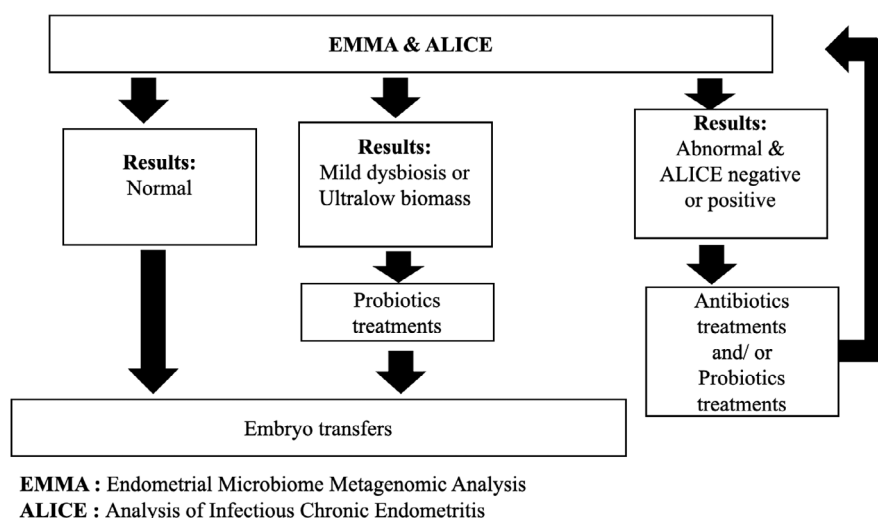 EMMA & ALICE
Results:
Normal
Results:
Mild dysbiosis or
Ultralow biomass
Results:
Abnormal &
ALICE negative
or positive
Probiotics
treatments
Antibiotics
treatments
and/ or
Probiotics
treatments
Embryo transfers
EMMA : Endometrial Microbiome Metagenomic Analysis
ALICE : Analysis of Infectious Chronic Endometritis